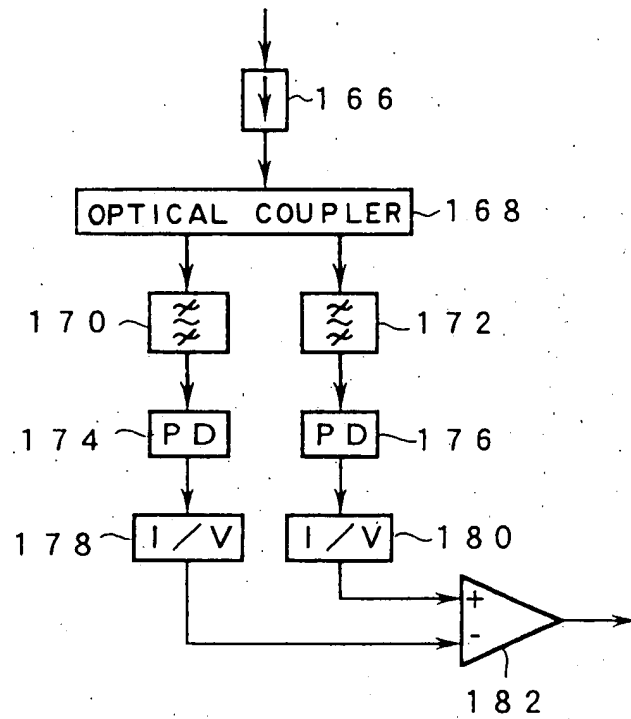 166
OPTICAL COUPLER
168
170
172
174
PD
PD
176
178
I/V
I/V
180
+
-
182